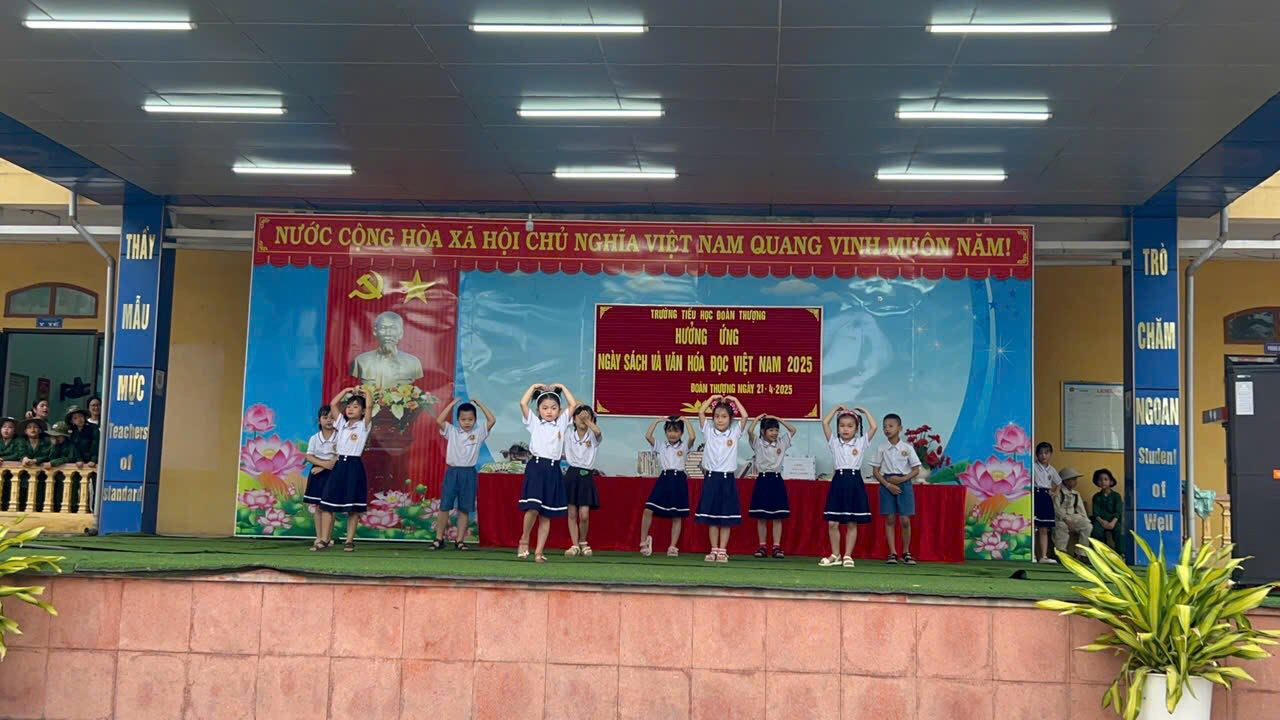 NƯỚC CỘNG HÒA XÃ HỘI CHỦ NGHĨA VIỆT NAM QUANG VINH MUÔN NĂM!
TRƯỜNG TIỂU HỌC ĐOÀN THƯỢNG
HƯỞNG ỨNG
NGÀY SÁCH VÀ VĂN HÓA ĐỌC VIỆT NAM 2025
ĐOÀN THƯỢNG NGÀY 21-4-2025
THẦY
MẪU
MỰC
Teachers
of
standard
TRÒ
CHĂM
NGOAN
Student
of
Well
Y TẾ